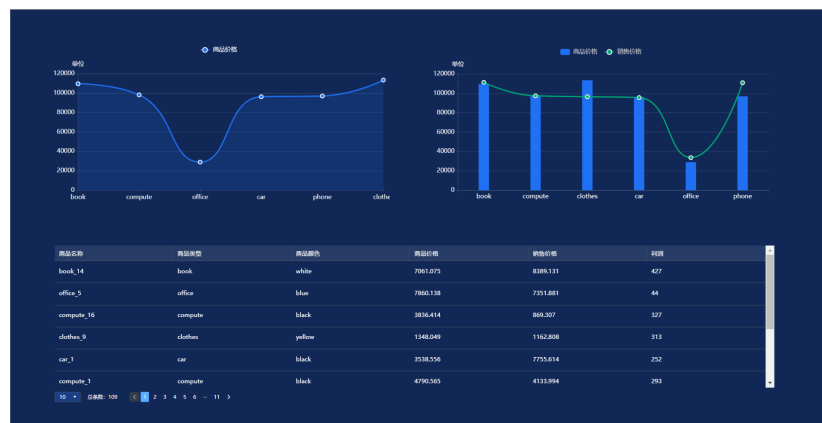 商品价格
单位
120000
100000
80000
60000
40000
20000
0
book compute office car phone clothe
商品价格 销售价格
单位
120000
100000
80000
60000
40000
20000
0
book compute clothes car office phone
商品名称 商品类型 商品颜色 商品价格 销售价格 利润
book_14 book white 7061.075 8389.131 427
office_5 office blue 7860.138 7351.881 44
compute_16 compute black 3836.414 869.307 327
clothes_9 clothes yellow 1348.049 1162.808 313
car_1 car black 3538.556 7755.614 252
compute_1 compute black 4790.565 4133.994 293
10 总条数: 109 < 1 2 3 4 5 6 ... 11 >